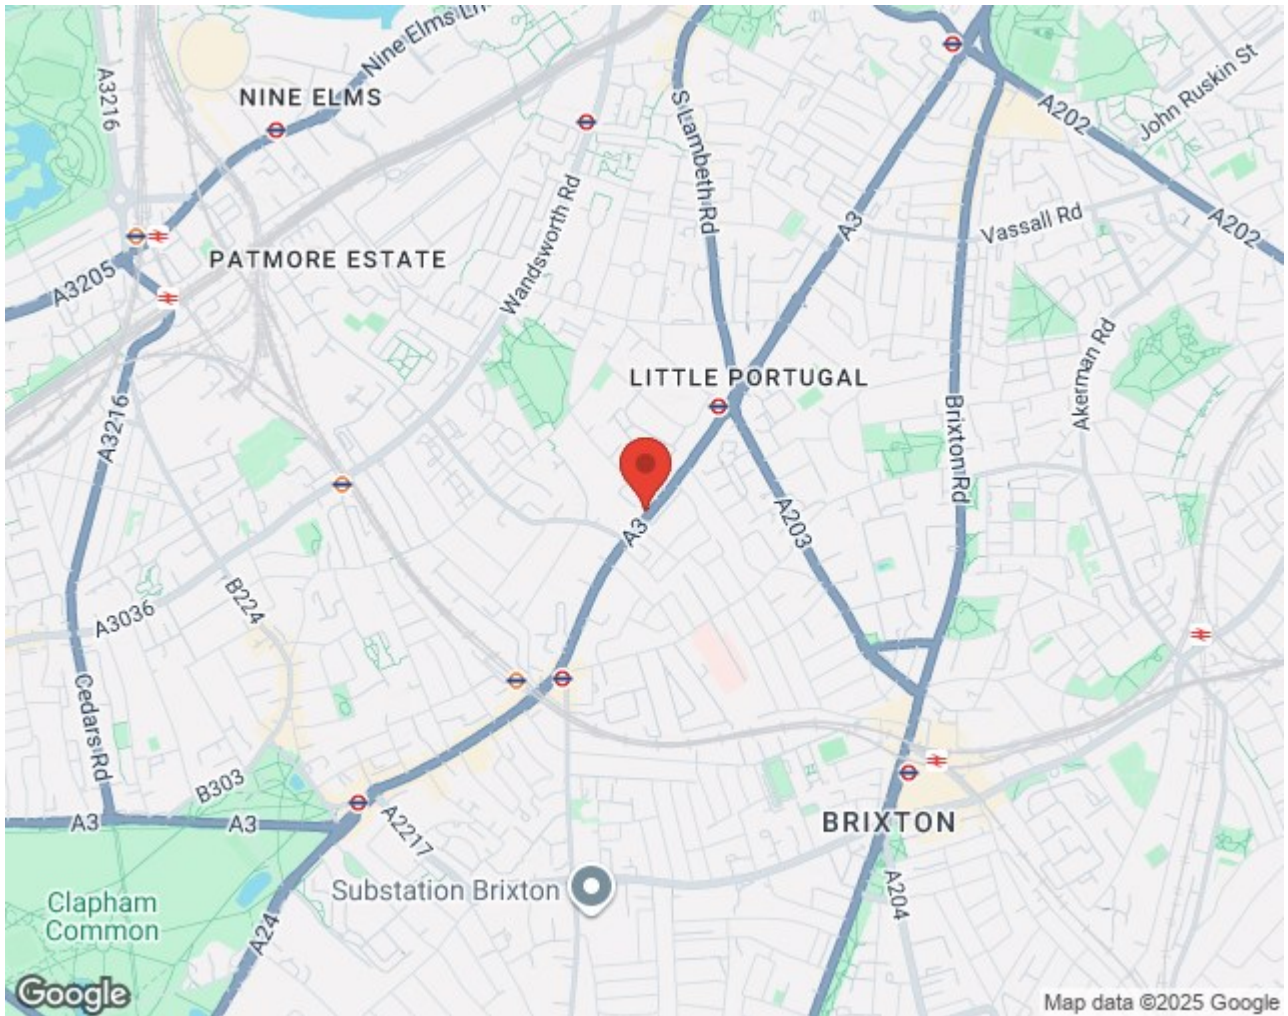 Nine Elms Ln
A3216
NINE ELMS
S Lambeth Rd
A202
John Ruskin St
Wandsworth Rd
A3
Vassall Rd
A202
PATMORE ESTATE
A3205
LITTLE PORTUGAL
Akerman Rd
A3216
Brixton Rd
A3
A203
B224
A3036
Cedars Rd
B303
A3
A3
A2217
BRIXTON
Substation Brixton
A204
Clapham
Common
A24
Google
Map data ©2025 Google